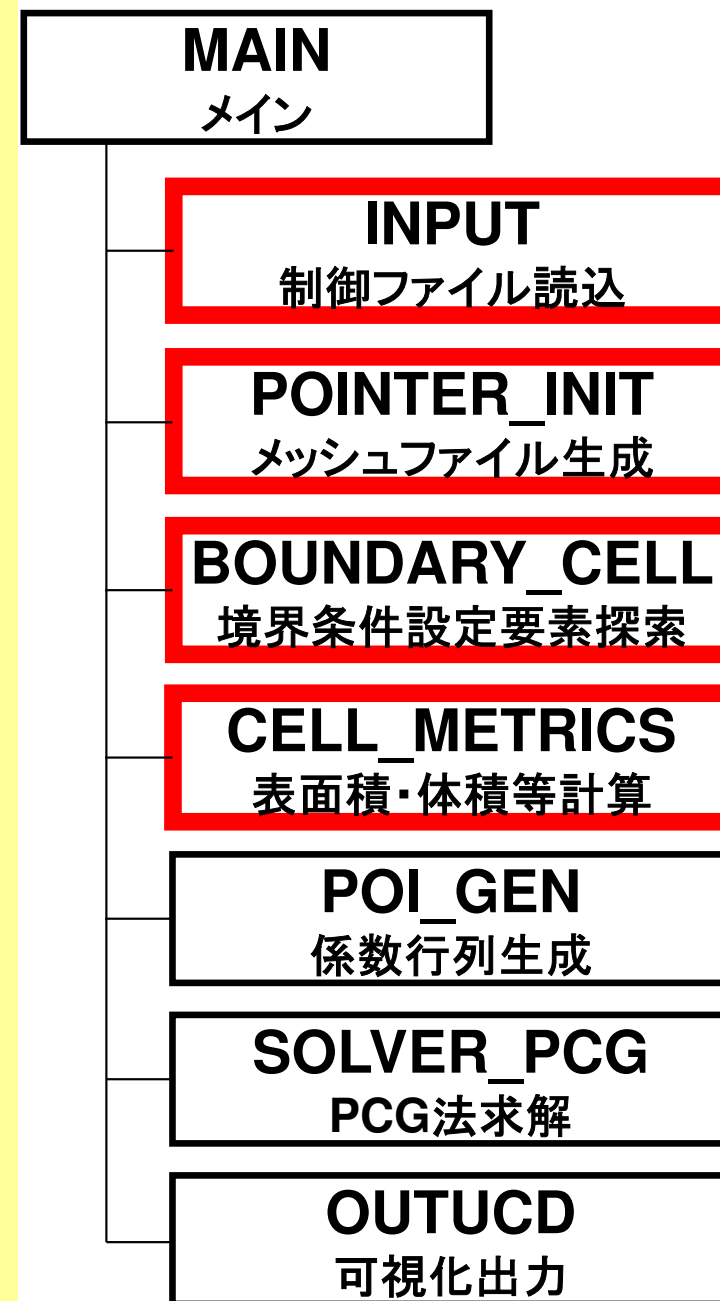 MAIN
メイン
INPUT
制御ファイル読込
POINTER_INIT
メッシュファイル生成
BOUNDARY_CELL
境界条件設定要素探索
CELL_METRICS
表面積・体積等計算
POI_GEN
係数行列生成
SOLVER_PCG
PCG法求解
OUTUCD
可視化出力